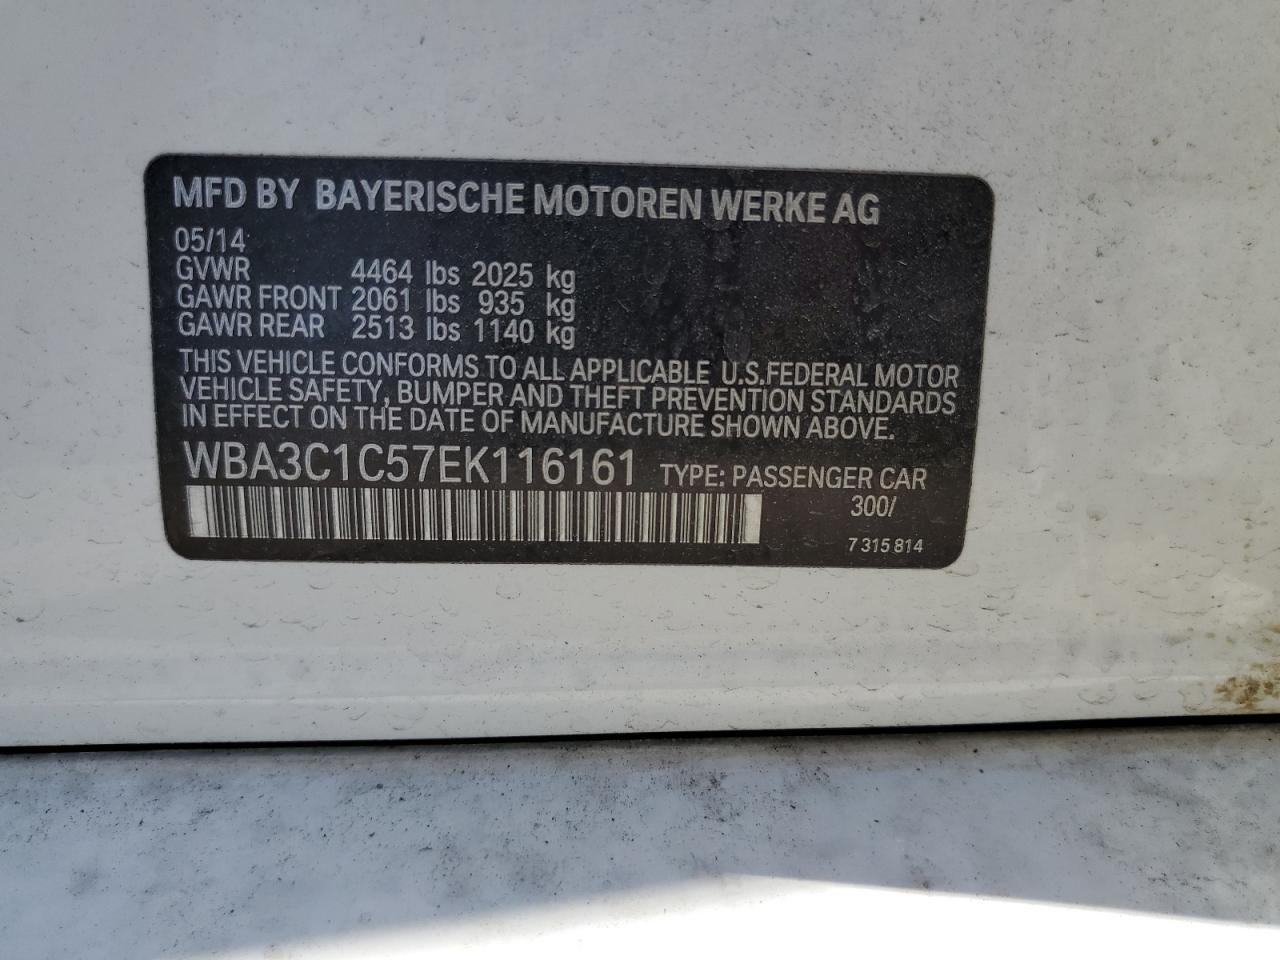 MFD BY BAYERISCHE MOTOREN WERKE AG
05/14
GVWR 4464 lbs 2025 kg
GAWR FRONT 2061 lbs 935 kg
GAWR REAR 2513 lbs 1140 kg
THIS VEHICLE CONFORMS TO ALL APPLICABLE U.S.FEDERAL MOTOR
VEHICLE SAFETY, BUMPER AND THEFT PREVENTION STANDARDS
IN EFFECT ON THE DATE OF MANUFACTURE SHOWN ABOVE.
WBA3C1C57EK116161 TYPE: PASSENGER CAR
300/
7 315 814